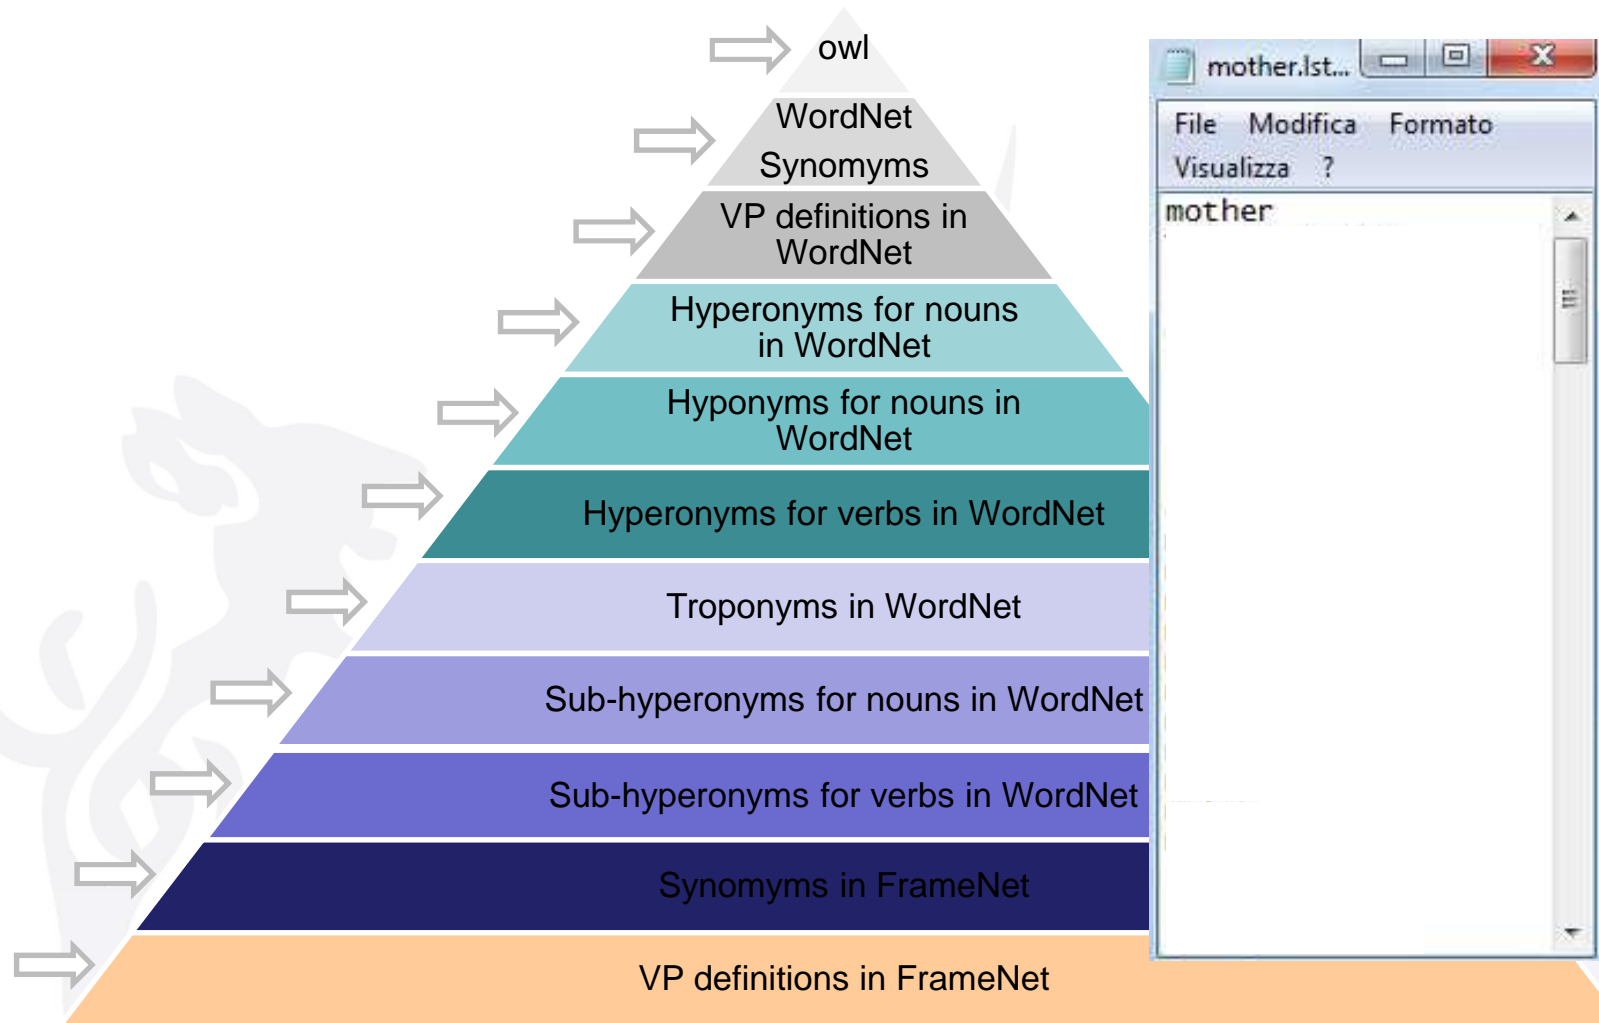 owl
WordNet
Synomyms
VP definitions in
WordNet
Hyperonyms for nouns
in WordNet
Hyponyms for nouns in
WordNet
Hyperonyms for verbs in WordNet
Troponyms in WordNet
Sub-hyperonyms for nouns in WordNet
Sub-hyperonyms for verbs in WordNet
Synomyms in FrameNet
VP definitions in FrameNet
mother.lst...
File Modifica Formato
Visualizza ?
mother